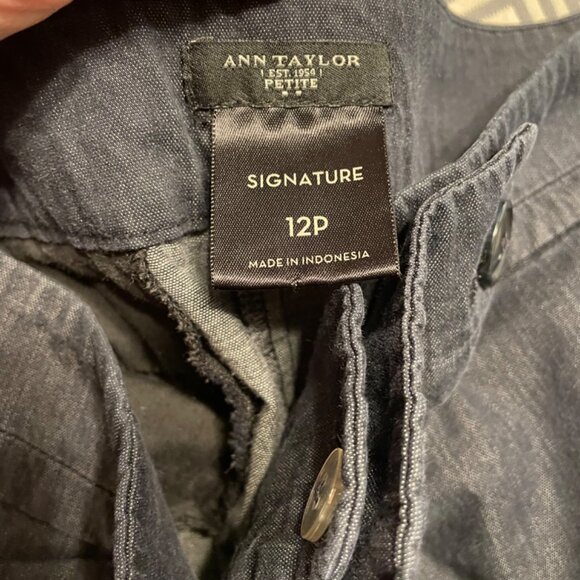 ANN TAYLOR
EST. 1954
PETITE
SIGNATURE
12P
MADE IN INDONESIA